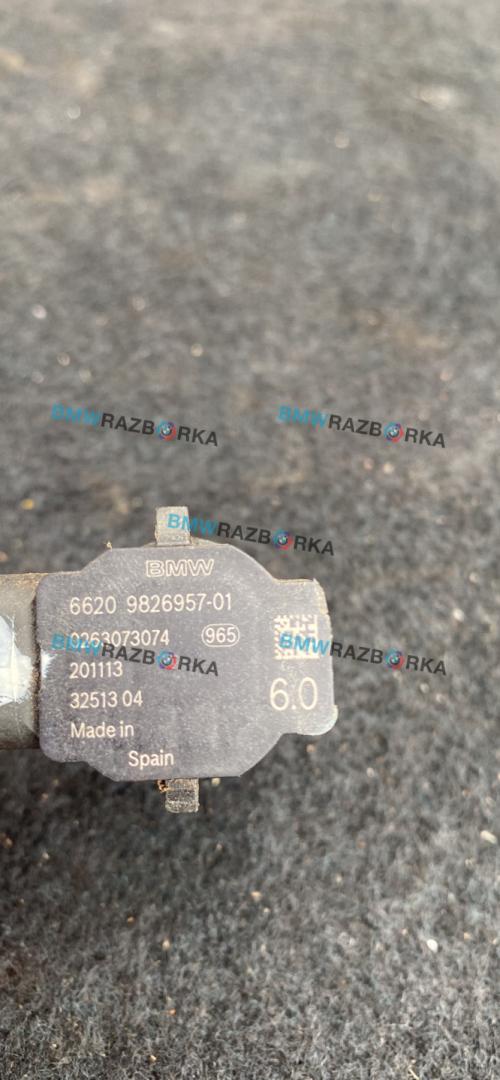 BMWRAZBORKA BMWRAZBORKA
BMWRAZBORKA
BMW
6620 9826957-01
0263073074 965
BMWRAZBORKA BMWRAZBORKA
201113
32513 04 6.0
Made in
Spain